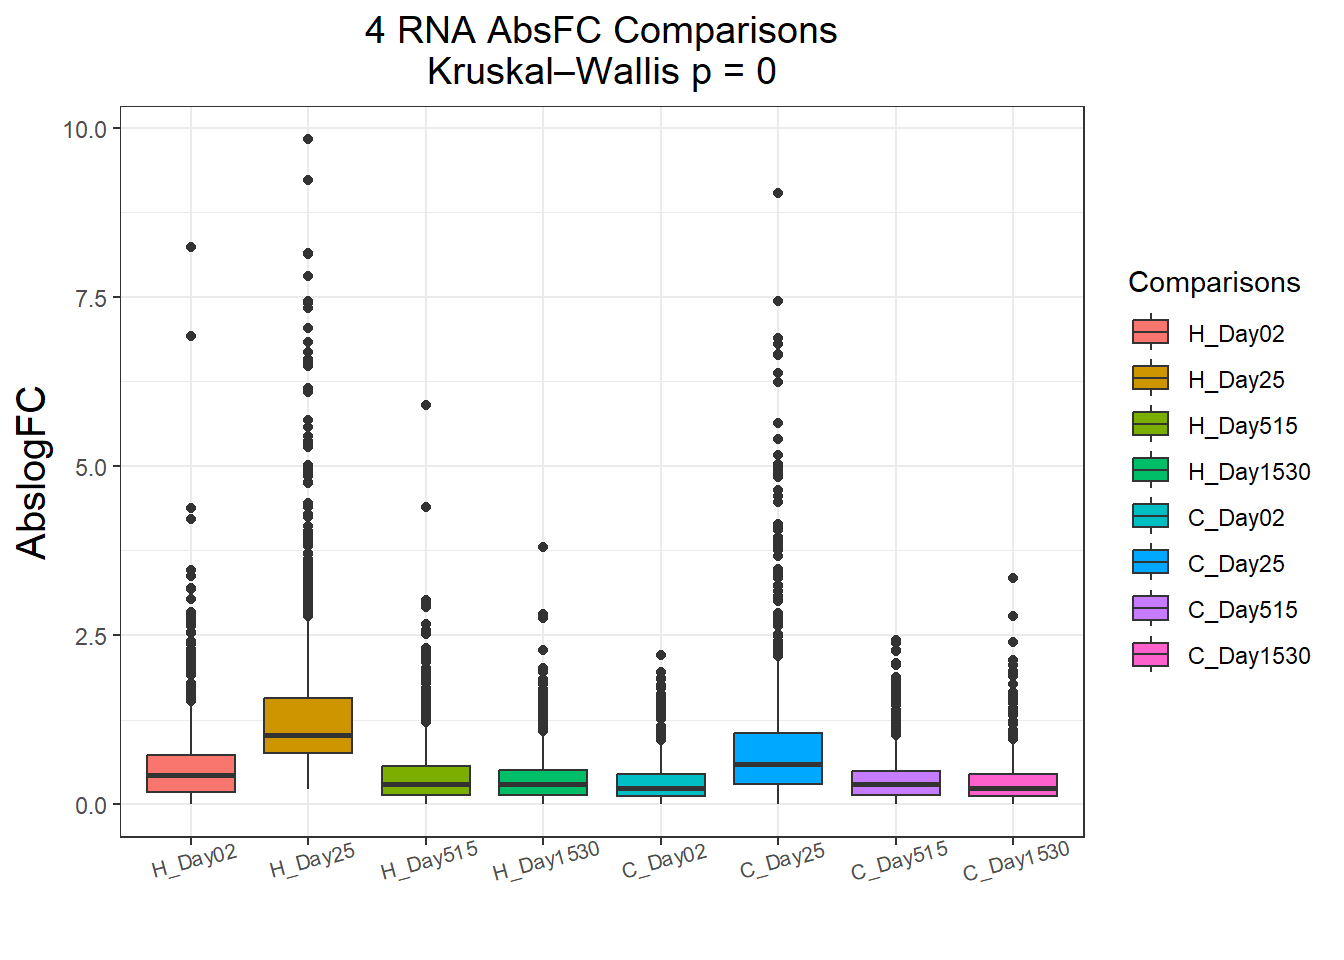 4 RNA AbsFC Comparisons
Kruskal–Wallis p = 0
AbslogFC
10.0
7.5
5.0
2.5
0.0
H_Day02
H_Day25
H_Day515
H_Day1530
C_Day02
C_Day25
C_Day515
C_Day1530
Comparisons
H_Day02
H_Day25
H_Day515
H_Day1530
C_Day02
C_Day25
C_Day515
C_Day1530